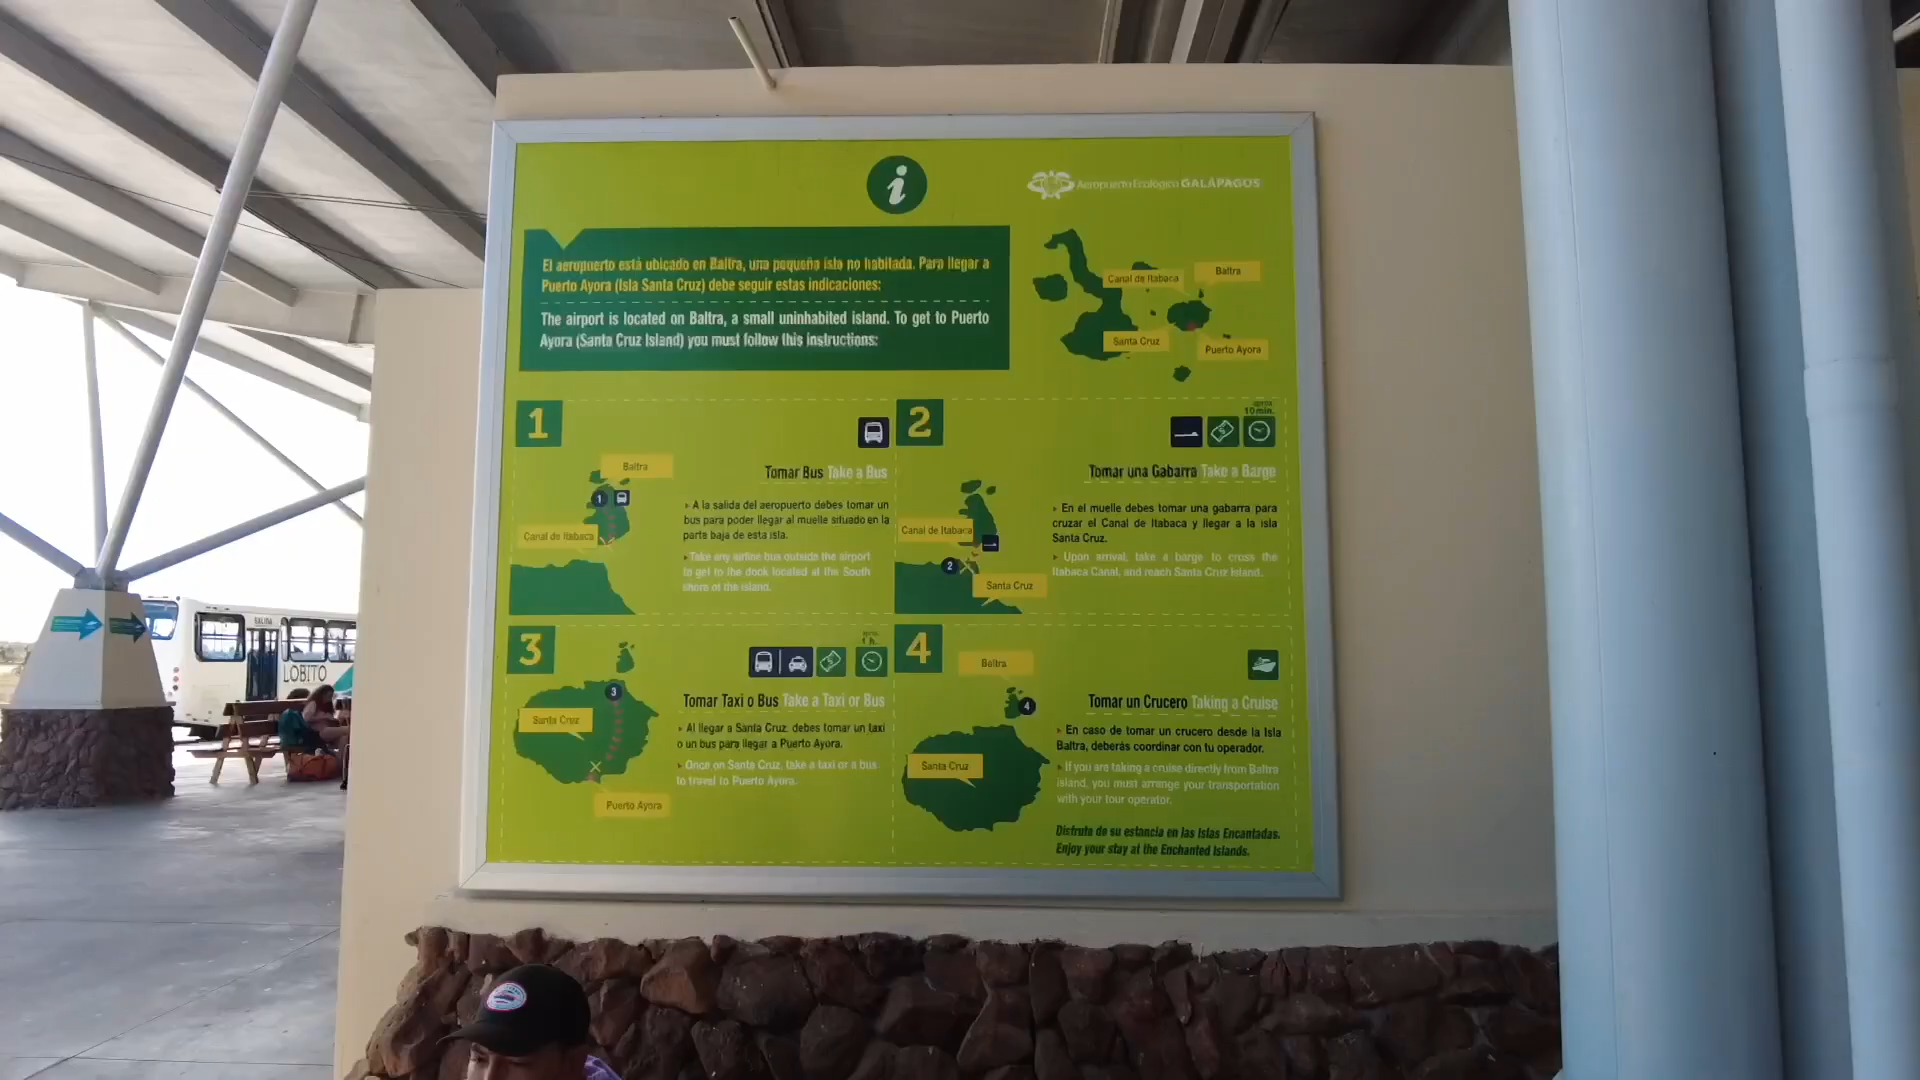 i
Aeropuerto Ecológico GALÁPAGOS
El aeropuerto está ubicado en Baltra, una pequeña isla no habitada. Para llegar a
Puerto Ayora (Isla Santa Cruz) debe seguir estas indicaciones:
The airport is located on Baltra, a small uninhabited island. To get to Puerto
Ayora (Santa Cruz Island) you must follow this instructions:
Canal de Itabaca
Baltra
Santa Cruz
Puerto Ayora
1
Baltra
1
Canal de Itabaca
Tomar Bus Take a Bus
▸ A la salida del aeropuerto debes tomar un
bus para poder llegar al muelle situado en la
parte baja de esta isla.
▸ Take any airline bus outside the airport
to get to the dock located at the South
shore of the island.
2
aprox.
10 min.
Canal de Itabaca
2
Santa Cruz
Tomar una Gabarra Take a Barge
▸ En el muelle debes tomar una gabarra para
cruzar el Canal de Itabaca y llegar a la isla
Santa Cruz.
▸ Upon arrival, take a barge to cross the
Itabaca Canal, and reach Santa Cruz Island.
3
aprox.
1 h.
3
Santa Cruz
Puerto Ayora
Tomar Taxi o Bus Take a Taxi or Bus
▸ Al llegar a Santa Cruz, debes tomar un taxi
o un bus para llegar a Puerto Ayora.
▸ Once on Santa Cruz, take a taxi or a bus
to travel to Puerto Ayora.
4
Baltra
4
Santa Cruz
Tomar un Crucero Taking a Cruise
▸ En caso de tomar un crucero desde la Isla
Baltra, deberás coordinar con tu operador.
▸ If you are taking a cruise directly from Baltra
island, you must arrange your transportation
with your tour operator.
Disfruta de su estancia en las Islas Encantadas.
Enjoy your stay at the Enchanted Islands.
SALIDA
LOBITO